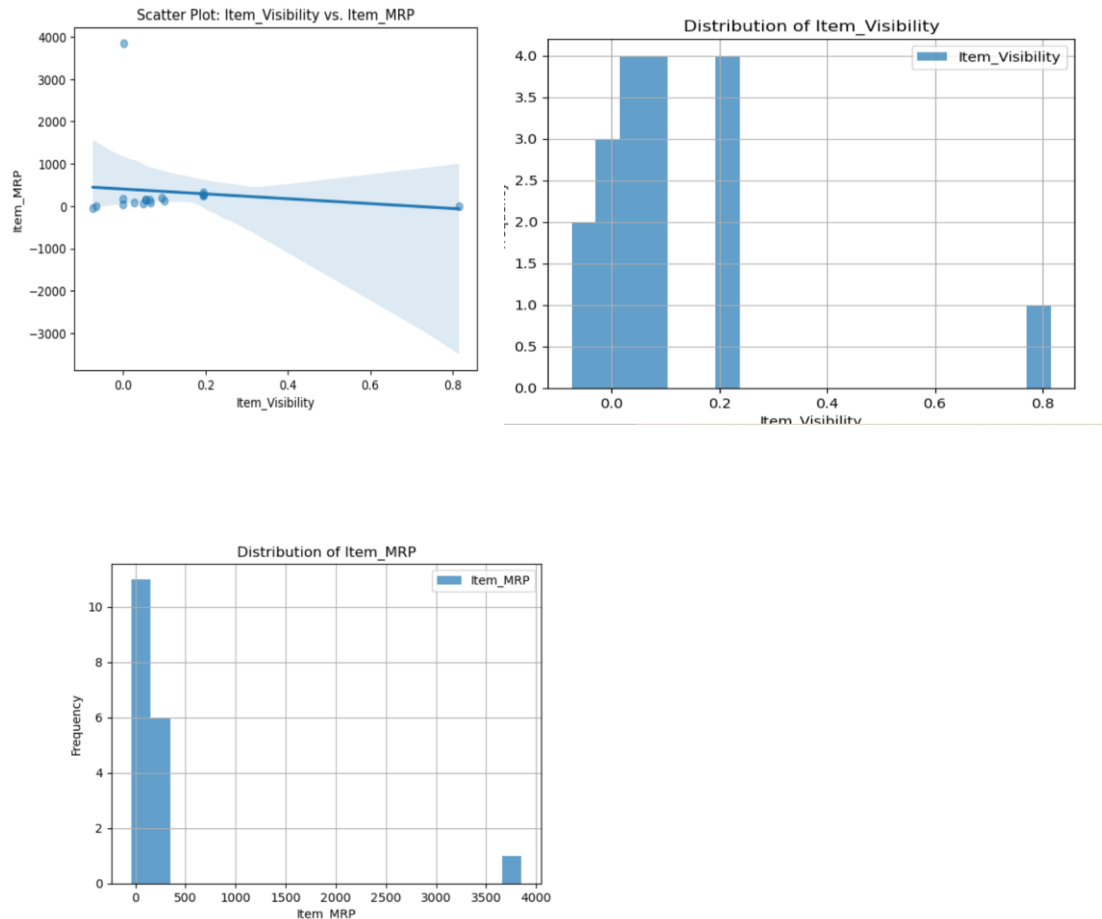 Scatter Plot: Item_Visibility vs. Item_MRP
4000
3000
2000
1000
0
−1000
−2000
−3000
Item_MRP
0.0 0.2 0.4 0.6 0.8
Item_Visibility
Distribution of Item_Visibility
Item_Visibility
4.0
3.5
3.0
2.5
2.0
1.5
1.0
0.5
0.0
0.0 0.2 0.4 0.6 0.8
Item_Visibility
Distribution of Item_MRP
Item_MRP
10
8
6
4
2
0
Frequency
0 500 1000 1500 2000 2500 3000 3500 4000
Item_MRP